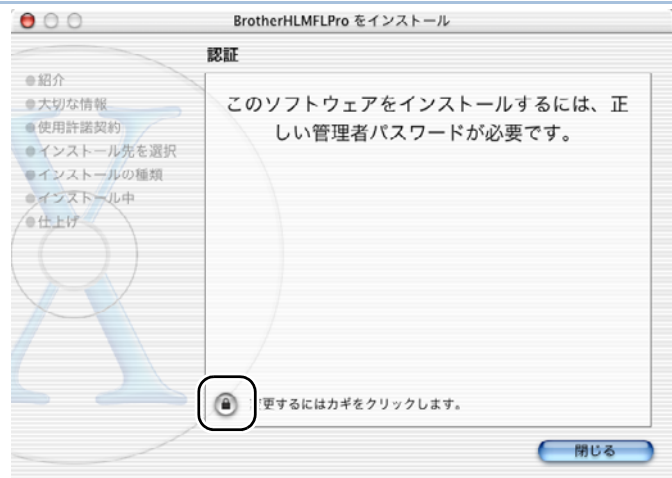 BrotherHLMFLPro をインストール
認証
紹介
大切な情報
使用許諾契約
インストール先を選択
インストールの種類
インストール中
仕上げ
このソフトウェアをインストールするには、正
しい管理者パスワードが必要です。
更するにはカギをクリックします。
閉じる